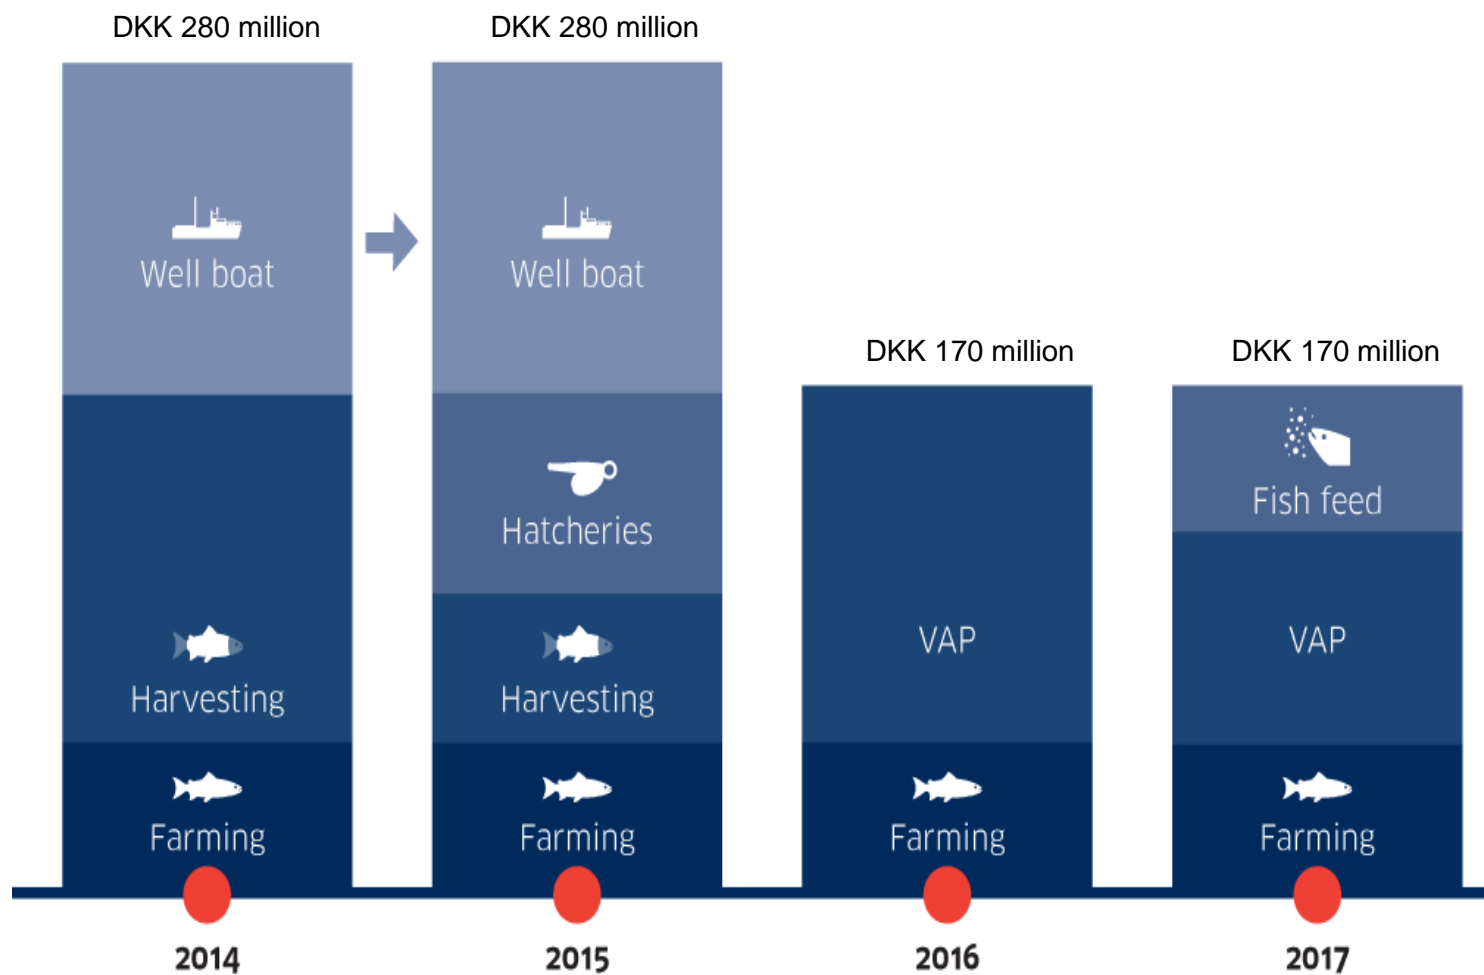 DKK 280 million
DKK 280 million
Well boat
Well boat
DKK 170 million
DKK 170 million
Hatcheries
Fish feed
Harvesting
Harvesting
VAP
VAP
Farming
Farming
Farming
Farming
2014
2015
2016
2017